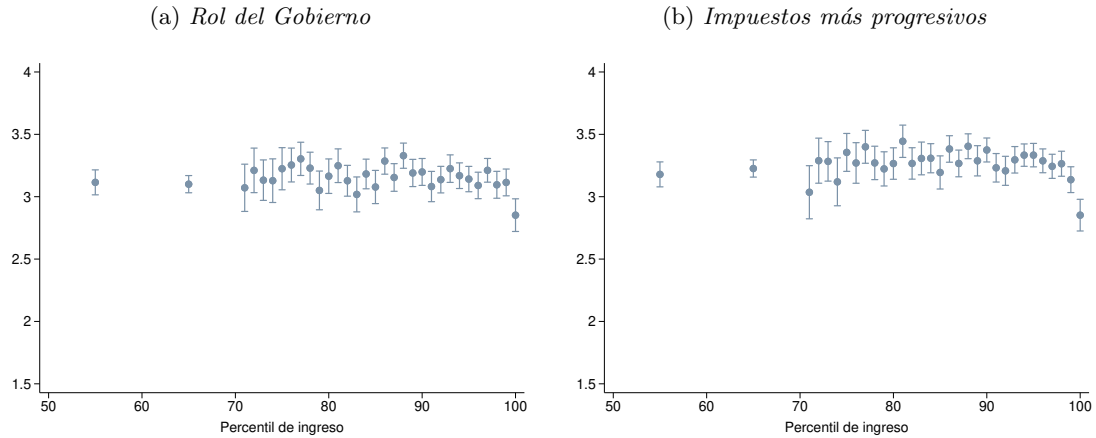 (a) Rol del Gobierno
4
3.5
3
2.5
2
1.5
50 60 70 80 90 100
Percentil de ingreso
(b) Impuestos más progresivos
4
3.5
3
2.5
2
1.5
50 60 70 80 90 100
Percentil de ingreso